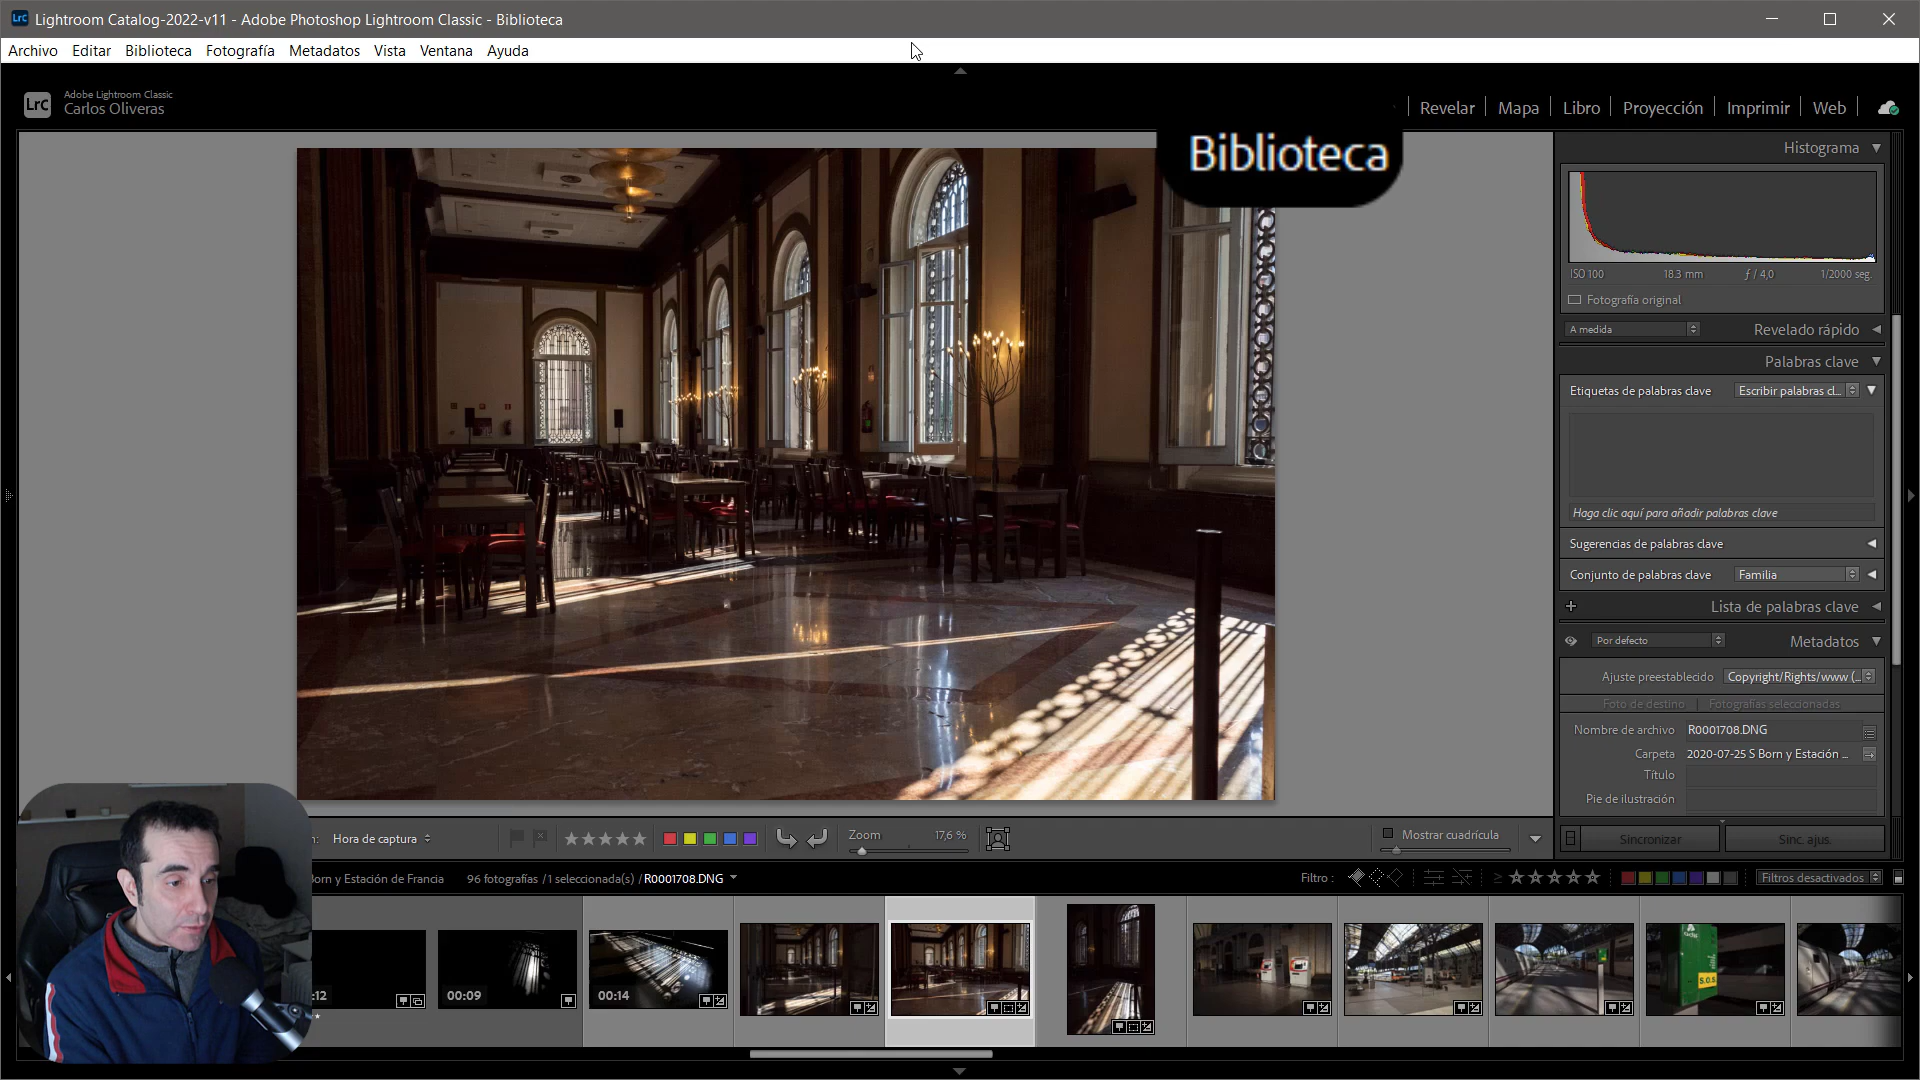 Lightroom Catalog-2022-v11 - Adobe Photoshop Lightroom Classic - Biblioteca
Archivo Editar Biblioteca Fotografía Metadatos Vista Ventana Ayuda
LrC Adobe Lightroom Classic
Carlos Oliveras
Revelar Mapa Libro Proyección Imprimir Web
Biblioteca
Histograma
ISO 100 18.3 mm ƒ / 4,0 1/2000 seg.
Fotografía original
A medida Revelado rápido
Palabras clave
Etiquetas de palabras clave Escribir palabras cl...
Haga clic aquí para añadir palabras clave
Sugerencias de palabras clave
Conjunto de palabras clave Familia
Lista de palabras clave
Por defecto Metadatos
Ajuste preestablecido Copyright/Rights/www (...
Foto de destino | Fotografías seleccionadas
Nombre de archivo R0001708.DNG
Carpeta 2020-07-25 S Born y Estación ...
Título
Pie de ilustración
Hora de captura Zoom 17,6 % Mostrar cuadrícula Sincronizar Sinc. ajus.
orn y Estación de Francia 96 fotografías /1 seleccionada(s) /R0001708.DNG Filtro : Filtros desactivados
:12 00:09 00:14
S.O.S.